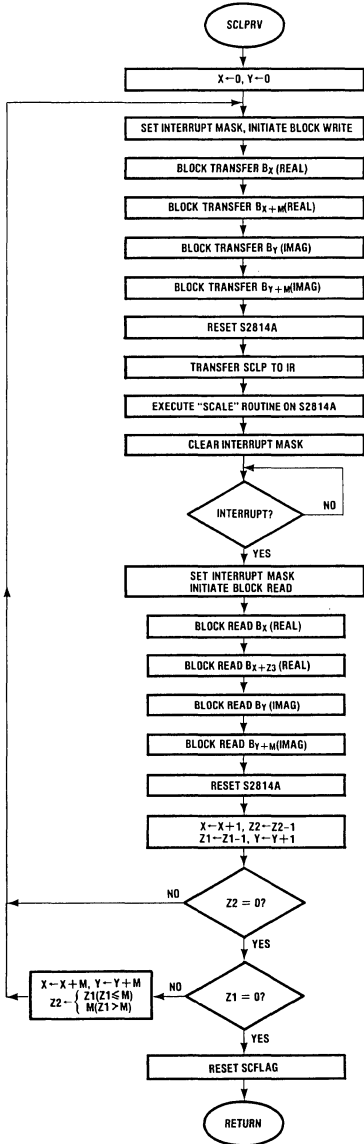 SCLPRV
X←0, Y←0
SET INTERRUPT MASK, INITIATE BLOCK WRITE
BLOCK TRANSFER BX (REAL)
BLOCK TRANSFER BX+M(REAL)
BLOCK TRANSFER BY (IMAG)
BLOCK TRANSFER BY+M(IMAG)
RESET S2814A
TRANSFER SCLP TO IR
EXECUTE "SCALE" ROUTINE ON S2814A
CLEAR INTERRUPT MASK
INTERRUPT?
NO
YES
SET INTERRUPT MASK
INITIATE BLOCK READ
BLOCK READ BX (REAL)
BLOCK READ BX+Z3 (REAL)
BLOCK READ BY (IMAG)
BLOCK READ BY+M(IMAG)
RESET S2814A
X←X+1, Z2←Z2-1
Z1←Z1-1, Y←Y+1
NO
Z2 = 0?
YES
X←X+M, Y←Y+M
Z2← { Z1(Z1≤M)
M(Z1>M)
NO
Z1 = 0?
YES
RESET SCFLAG
RETURN